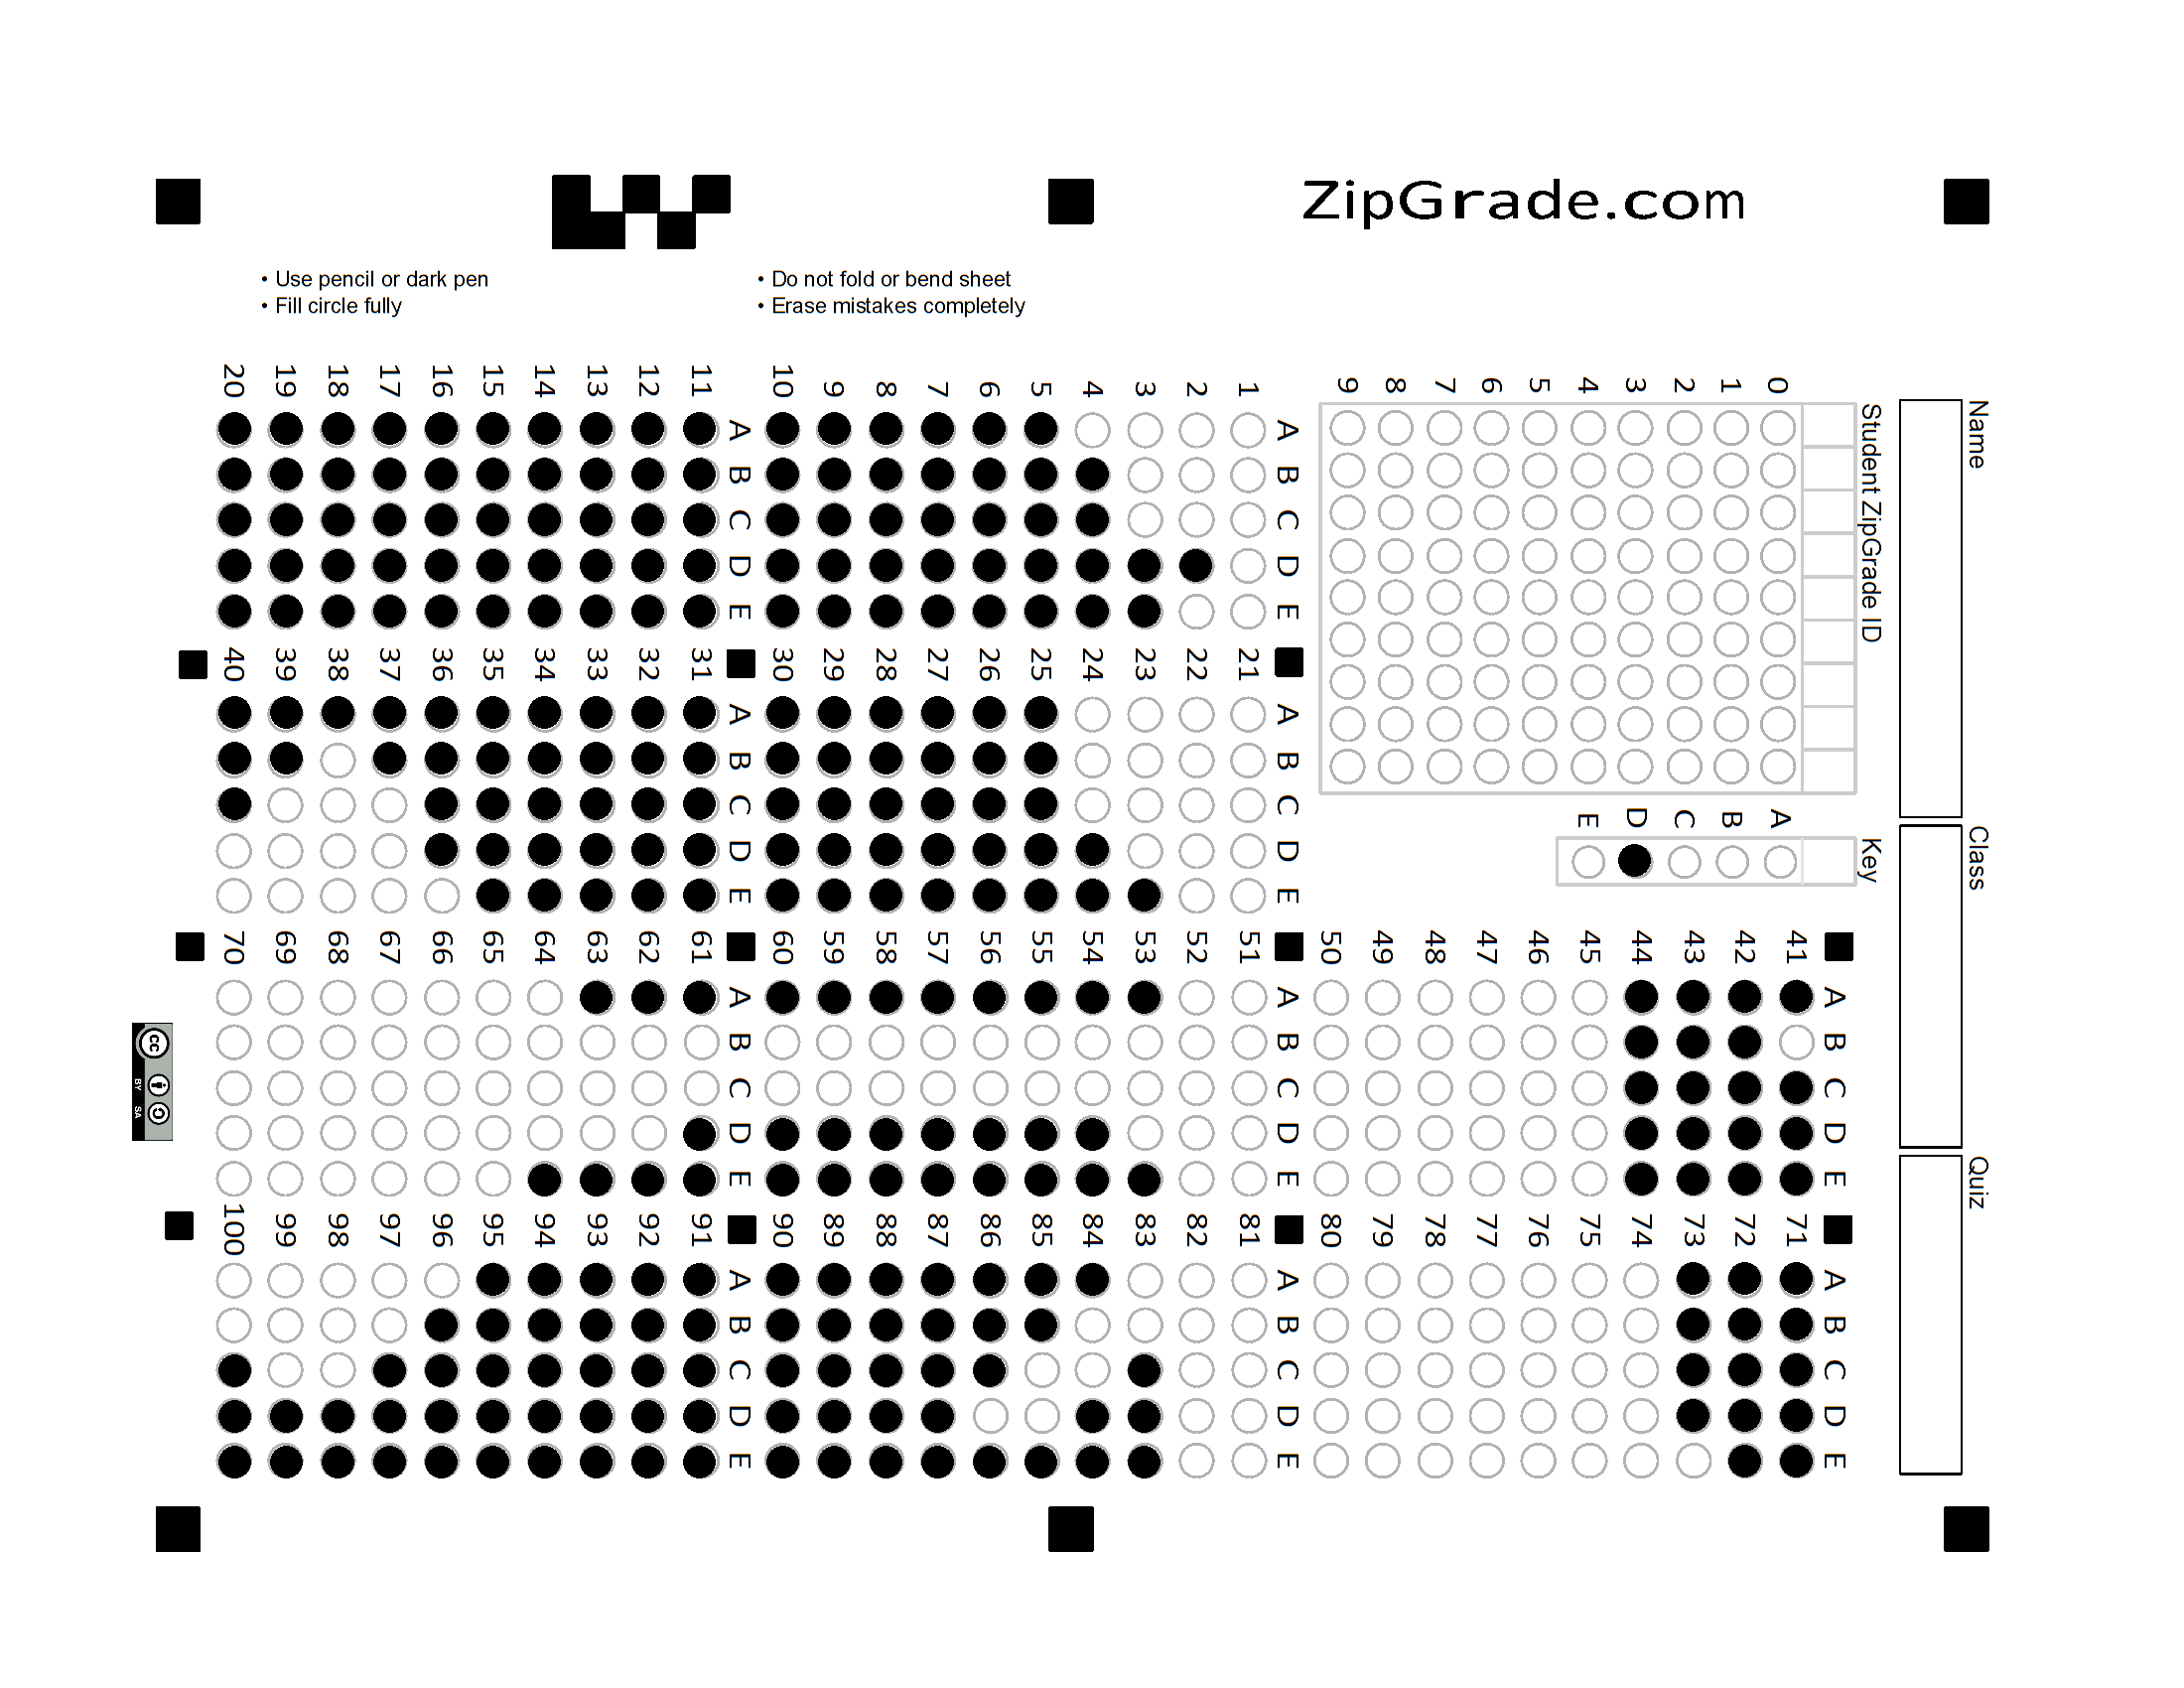 ZipGrade.com
• Use pencil or dark pen
• Fill circle fully
• Do not fold or bend sheet
• Erase mistakes completely
Name
Class
Quiz
Student ZipGrade ID
0 1 2 3 4 5 6 7 8 9
Key
A B C D E
1 2 3 4 5 6 7 8 9 10
A B C D E
11 12 13 14 15 16 17 18 19 20
A B C D E
21 22 23 24 25 26 27 28 29 30
A B C D E
31 32 33 34 35 36 37 38 39 40
A B C D E
41 42 43 44 45 46 47 48 49 50
A B C D E
51 52 53 54 55 56 57 58 59 60
A B C D E
61 62 63 64 65 66 67 68 69 70
A B C D E
71 72 73 74 75 76 77 78 79 80
A B C D E
81 82 83 84 85 86 87 88 89 90
A B C D E
91 92 93 94 95 96 97 98 99 100
A B C D E
cc
BY SA